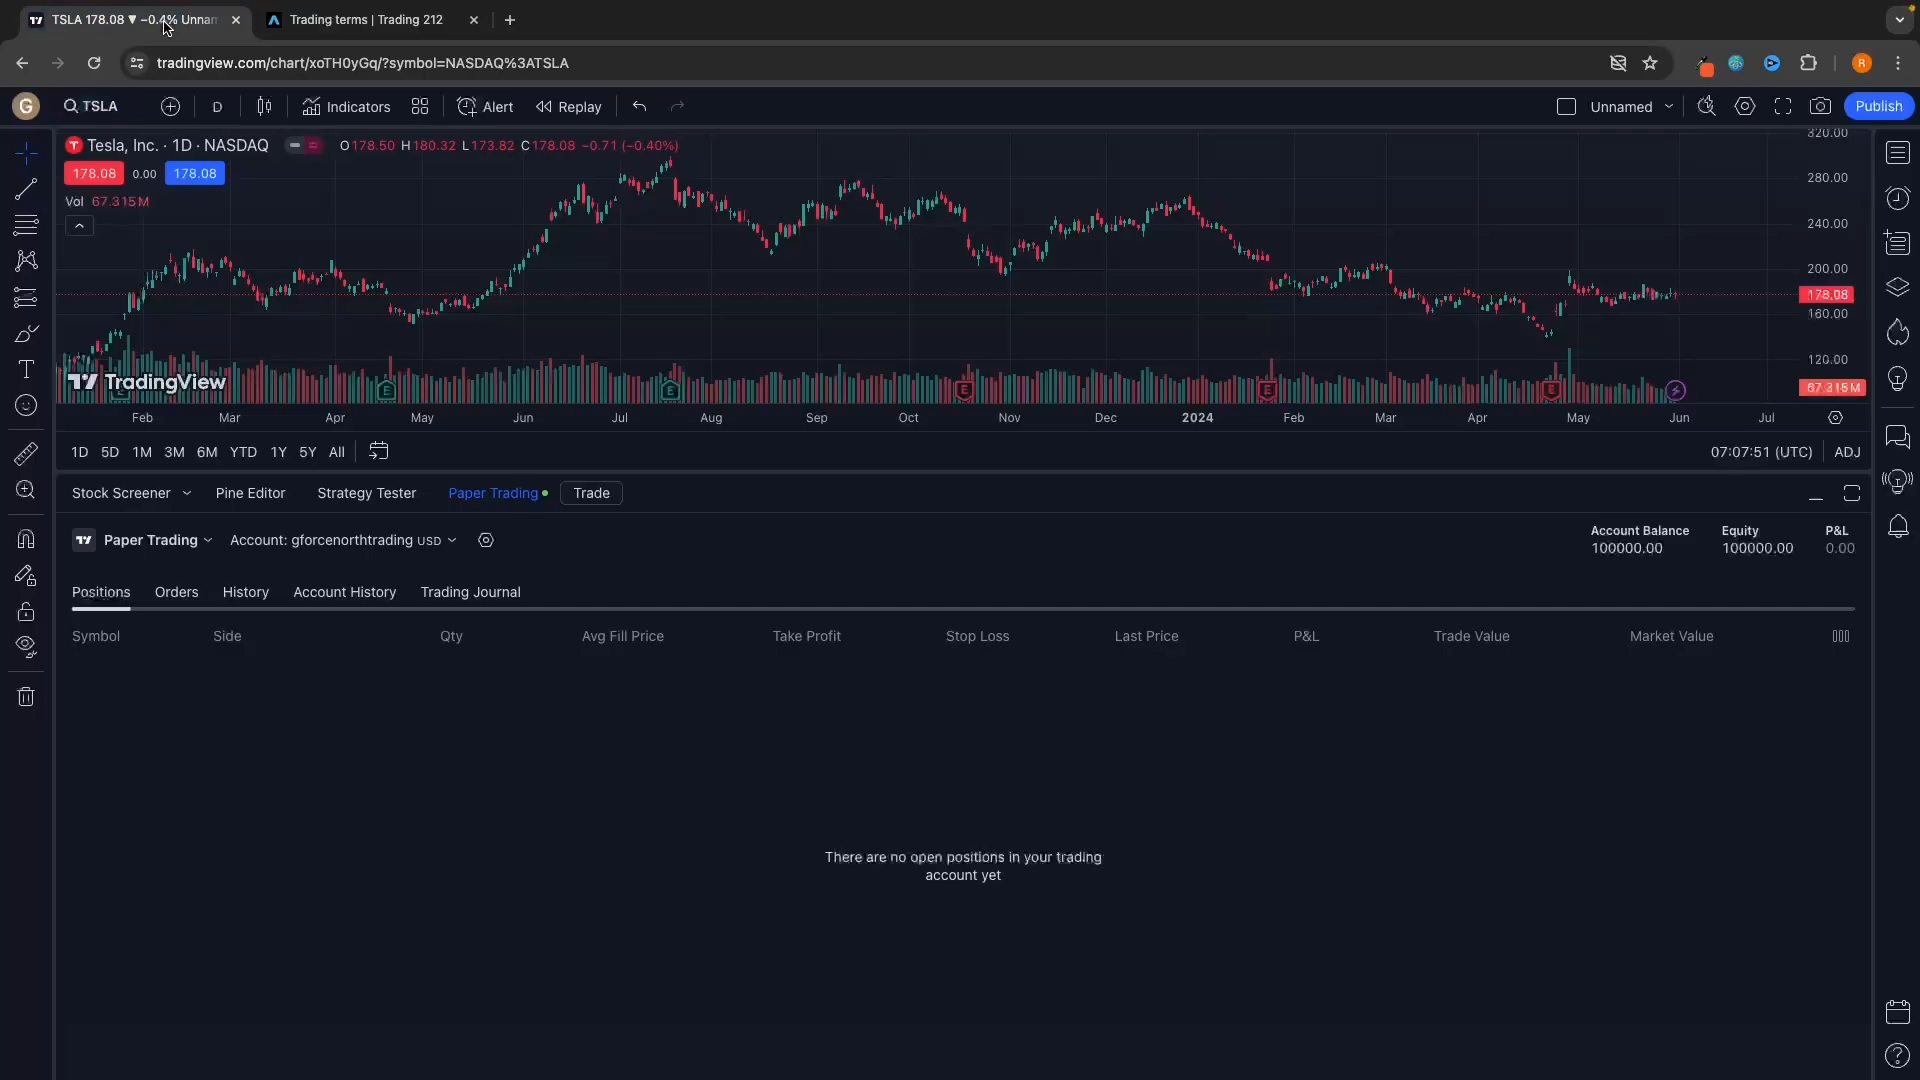 TSLA 178.08 ▼ −0.4% Unnam
Trading terms | Trading 212
tradingview.com/chart/xoTH0yGq/?symbol=NASDAQ%3ATSLA
R
G
TSLA
D
Indicators
Alert
Replay
Unnamed
Publish
Tesla, Inc. · 1D · NASDAQ
O178.50 H180.32 L173.82 C178.08 −0.71 (−0.40%)
178.08 0.00 178.08
Vol 67.315M
320.00
280.00
240.00
200.00
178.08
160.00
120.00
67.315M
TradingView
E E E E E
Feb Mar Apr May Jun Jul Aug Sep Oct Nov Dec 2024 Feb Mar Apr May Jun Jul
1D 5D 1M 3M 6M YTD 1Y 5Y All
07:07:51 (UTC) ADJ
Stock Screener Pine Editor Strategy Tester Paper Trading Trade
Paper Trading Account: gforcenorthtrading USD
Account Balance Equity P&L
100000.00 100000.00 0.00
Positions Orders History Account History Trading Journal
Symbol Side Qty Avg Fill Price Take Profit Stop Loss Last Price P&L Trade Value Market Value
There are no open positions in your trading
account yet